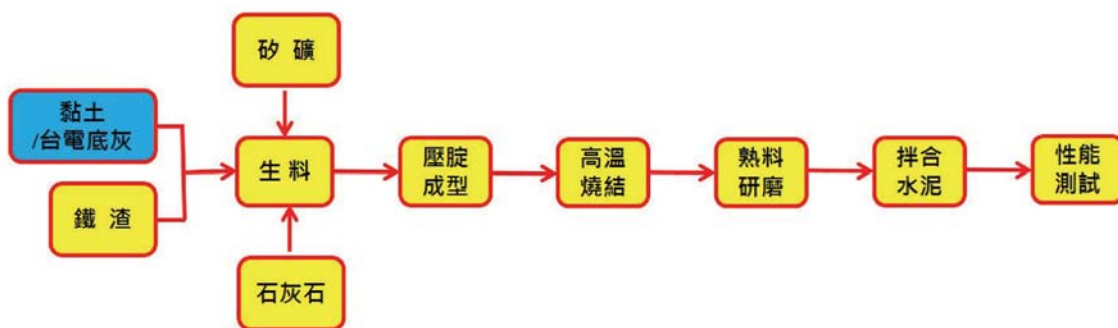 矽 礦
黏土
/台電底灰
鐵 渣
生 料
石灰石
壓腚
成型
高溫
燒結
熟料
研磨
拌合
水泥
性能
測試